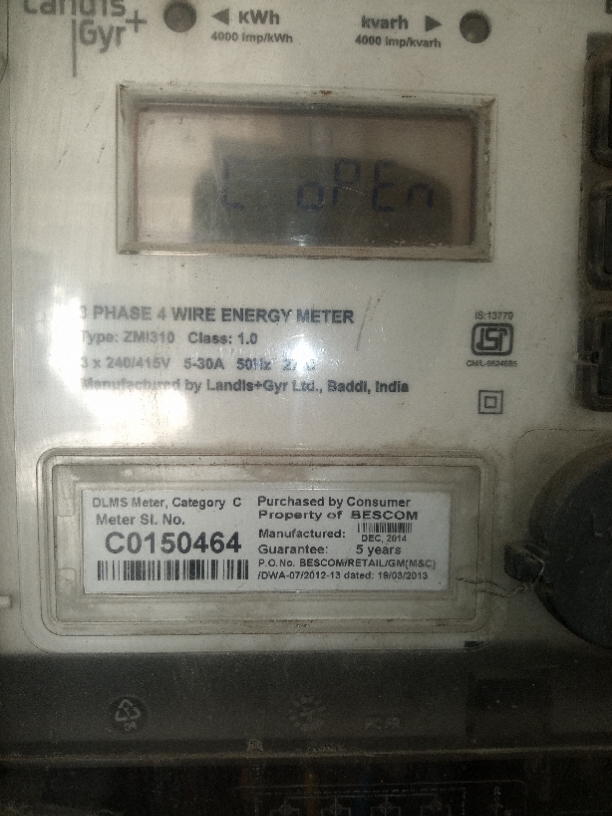 Landis
Gyr+
◀ kWh
4000 imp/kWh
kvarh ▶
4000 imp/kvarh
L oPEn
3 PHASE 4 WIRE ENERGY METER
Type: ZMI310 Class: 1.0
3 x 240/415V 5-30A 50Hz
Manufactured by Landis+Gyr Ltd., Baddi, India
IS:13779
DLMS Meter, Category C
Meter Sl. No.
C0150464
Purchased by Consumer
Property of BESCOM
Manufactured: DEC, 2014
Guarantee: 5 years
P.O.No. BESCOM/RETAIL/GM(M&C)
/DWA-07/2012-13 dated: 19/03/2013